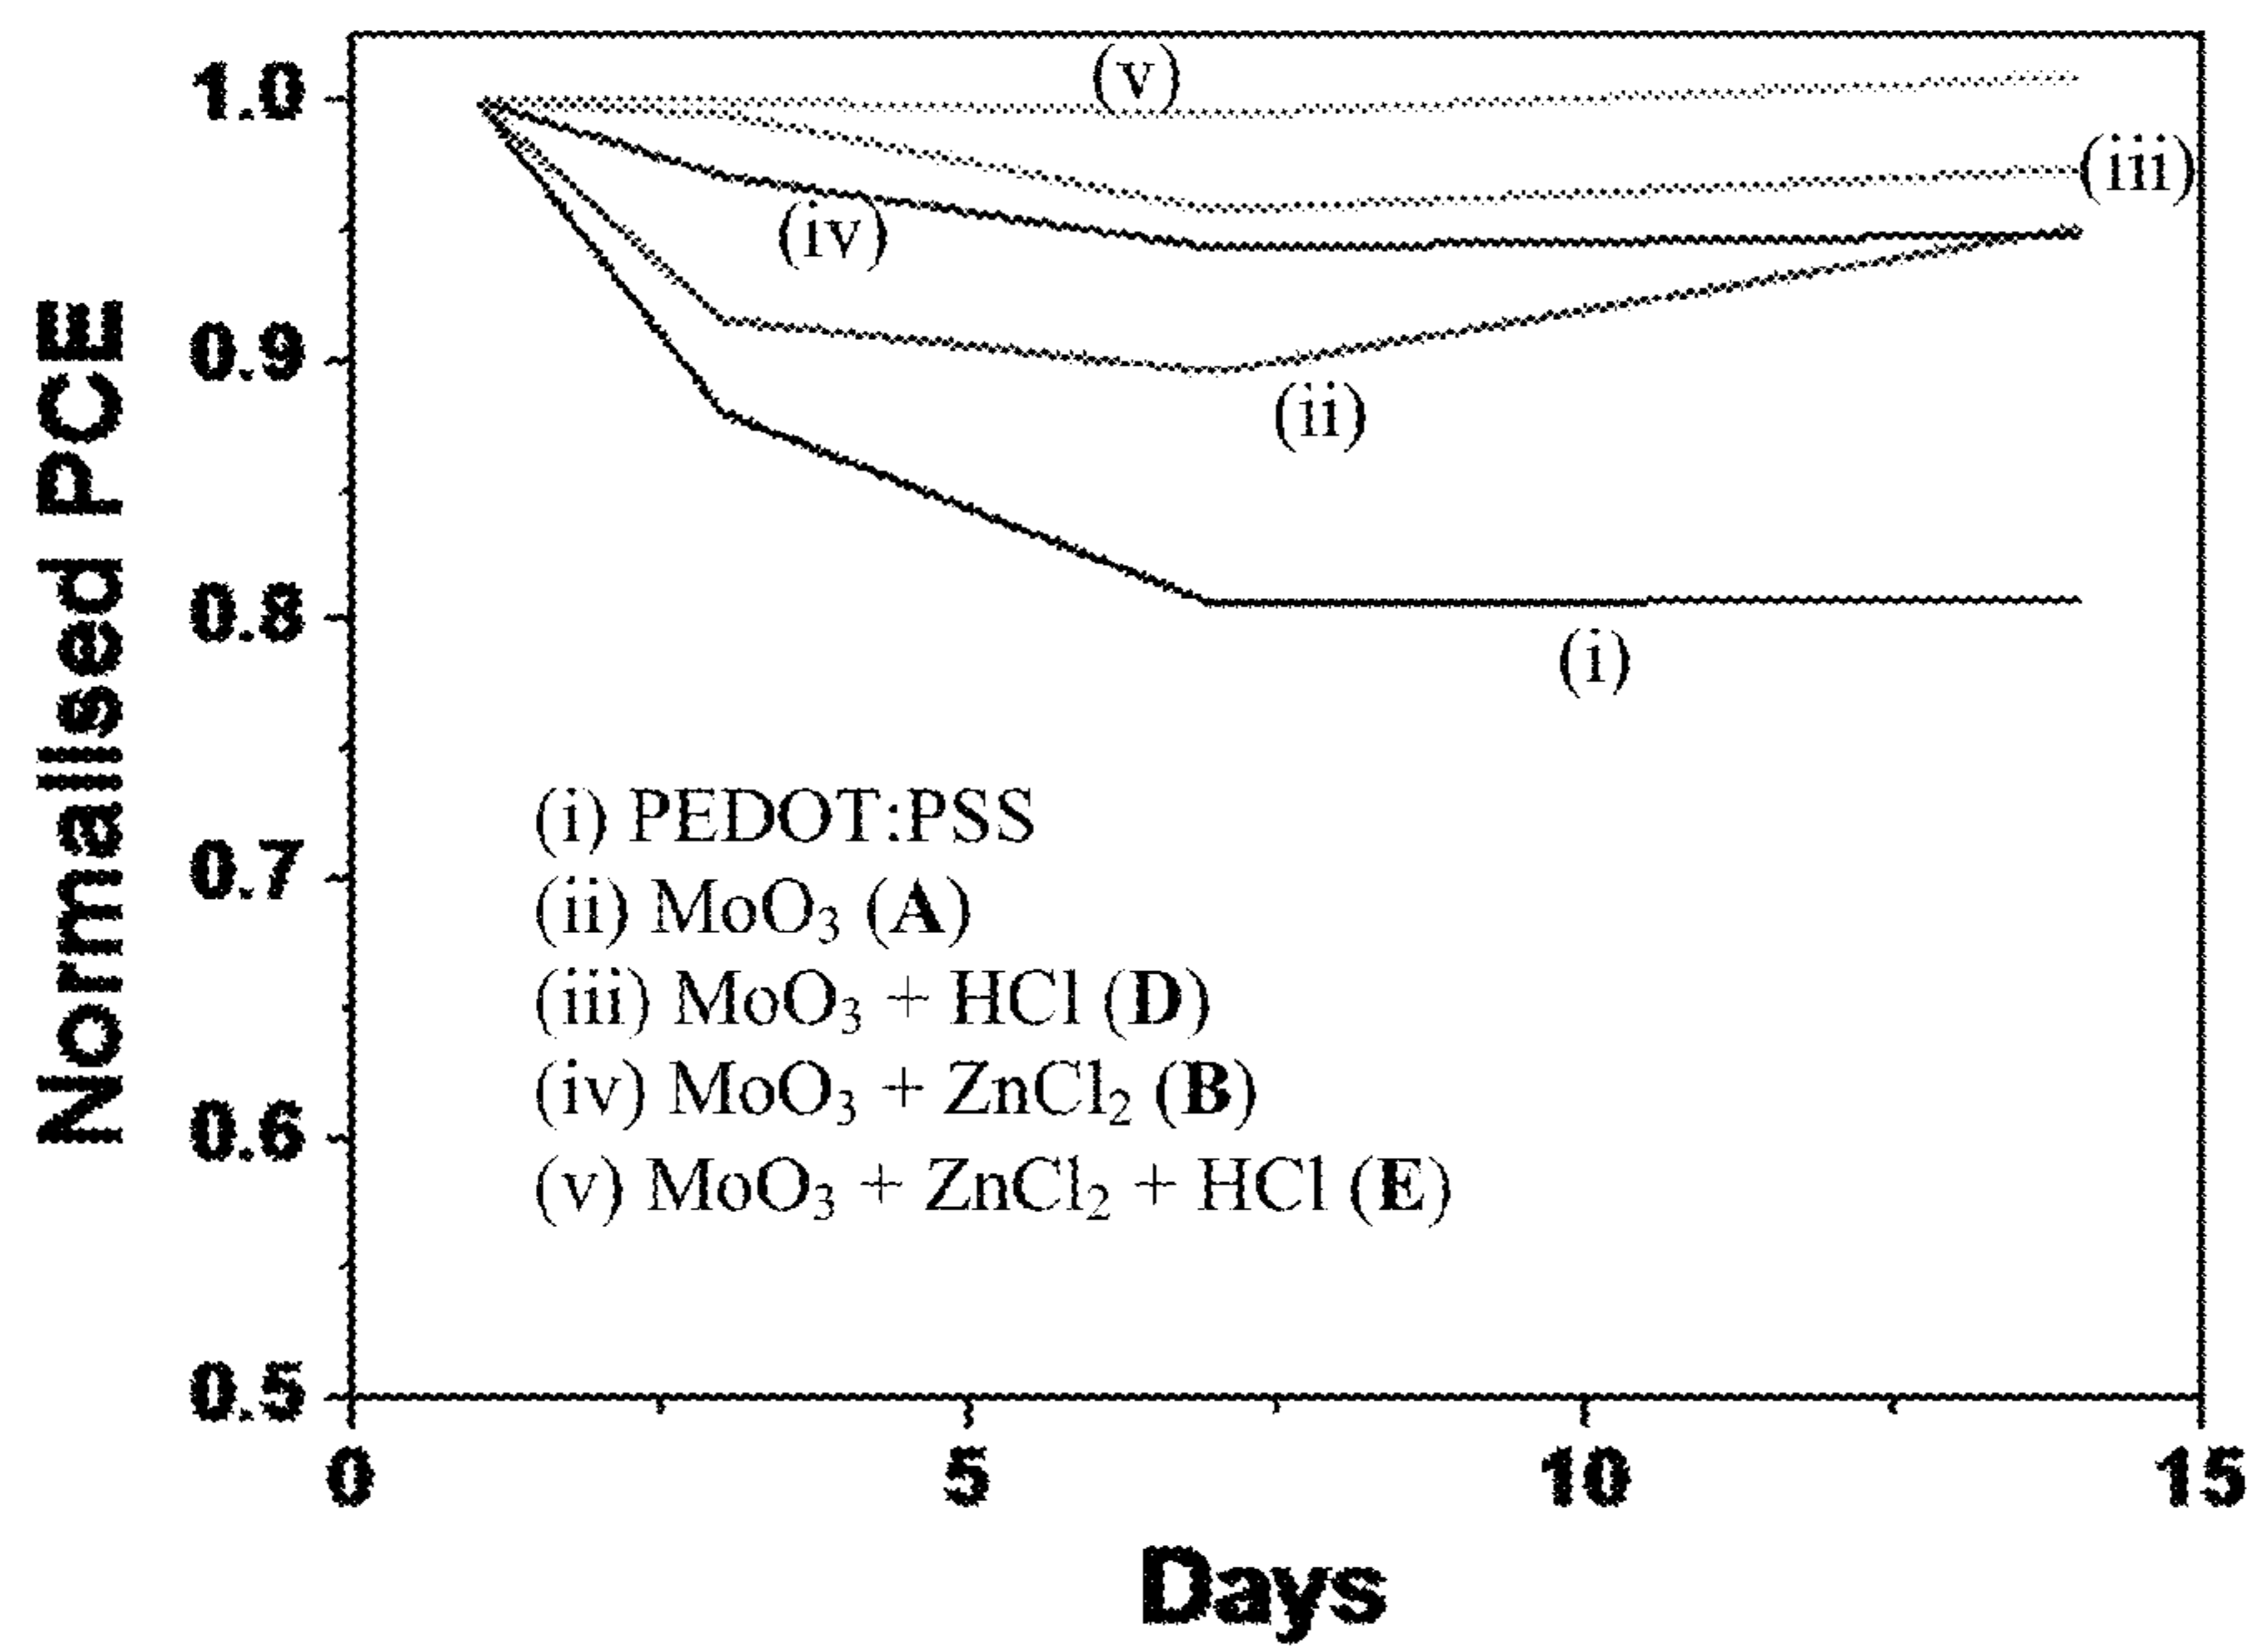 Normalised PCE
1.0
0.9
0.8
0.7
0.6
0.5
(v)
(iii)
(iv)
(ii)
(i)
(i) PEDOT:PSS
(ii) MoO₃ (A)
(iii) MoO₃ + HCl (D)
(iv) MoO₃ + ZnCl₂ (B)
(v) MoO₃ + ZnCl₂ + HCl (E)
0 5 10 15
Days